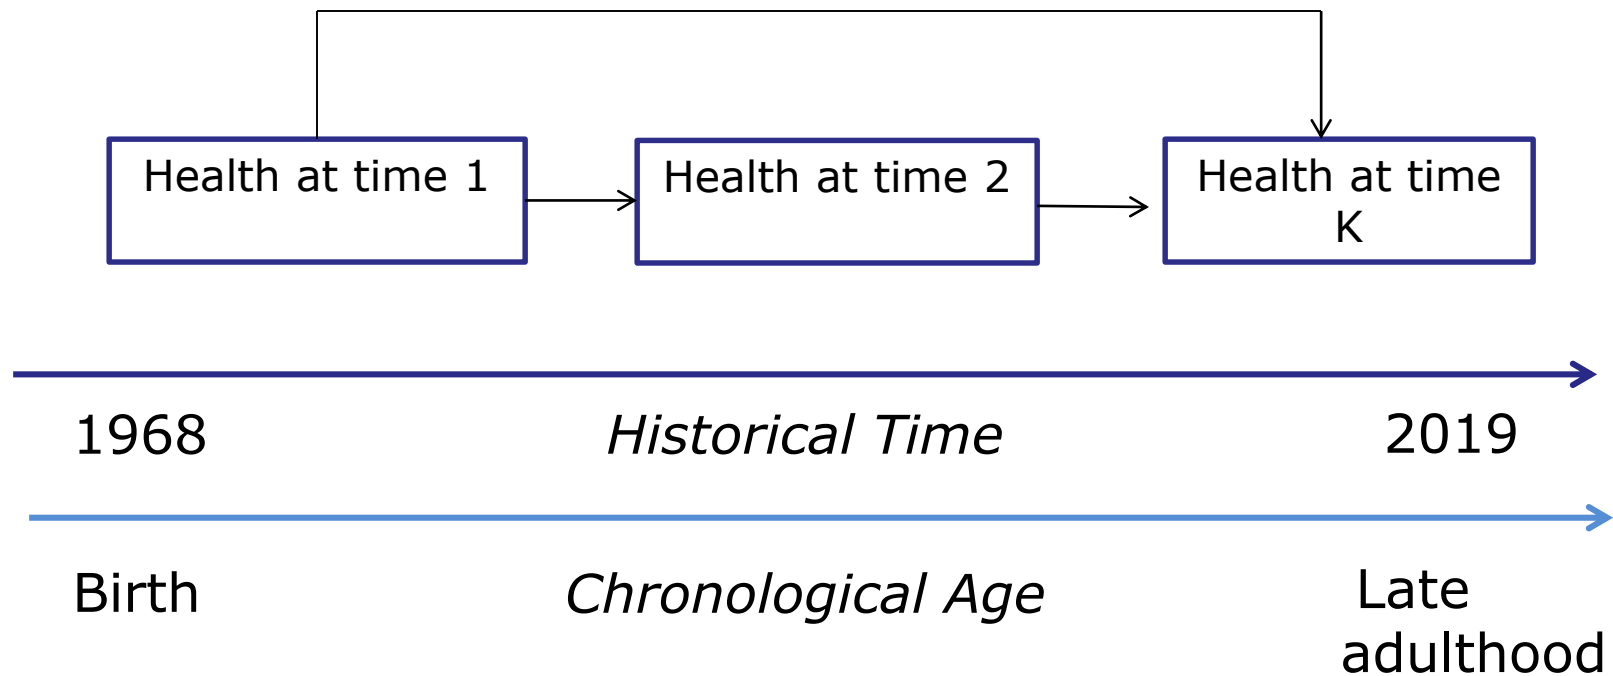 Health at time 1
Health at time 2
Health at time
K
1968
Historical Time
2019
Birth
Chronological Age
Late
adulthood